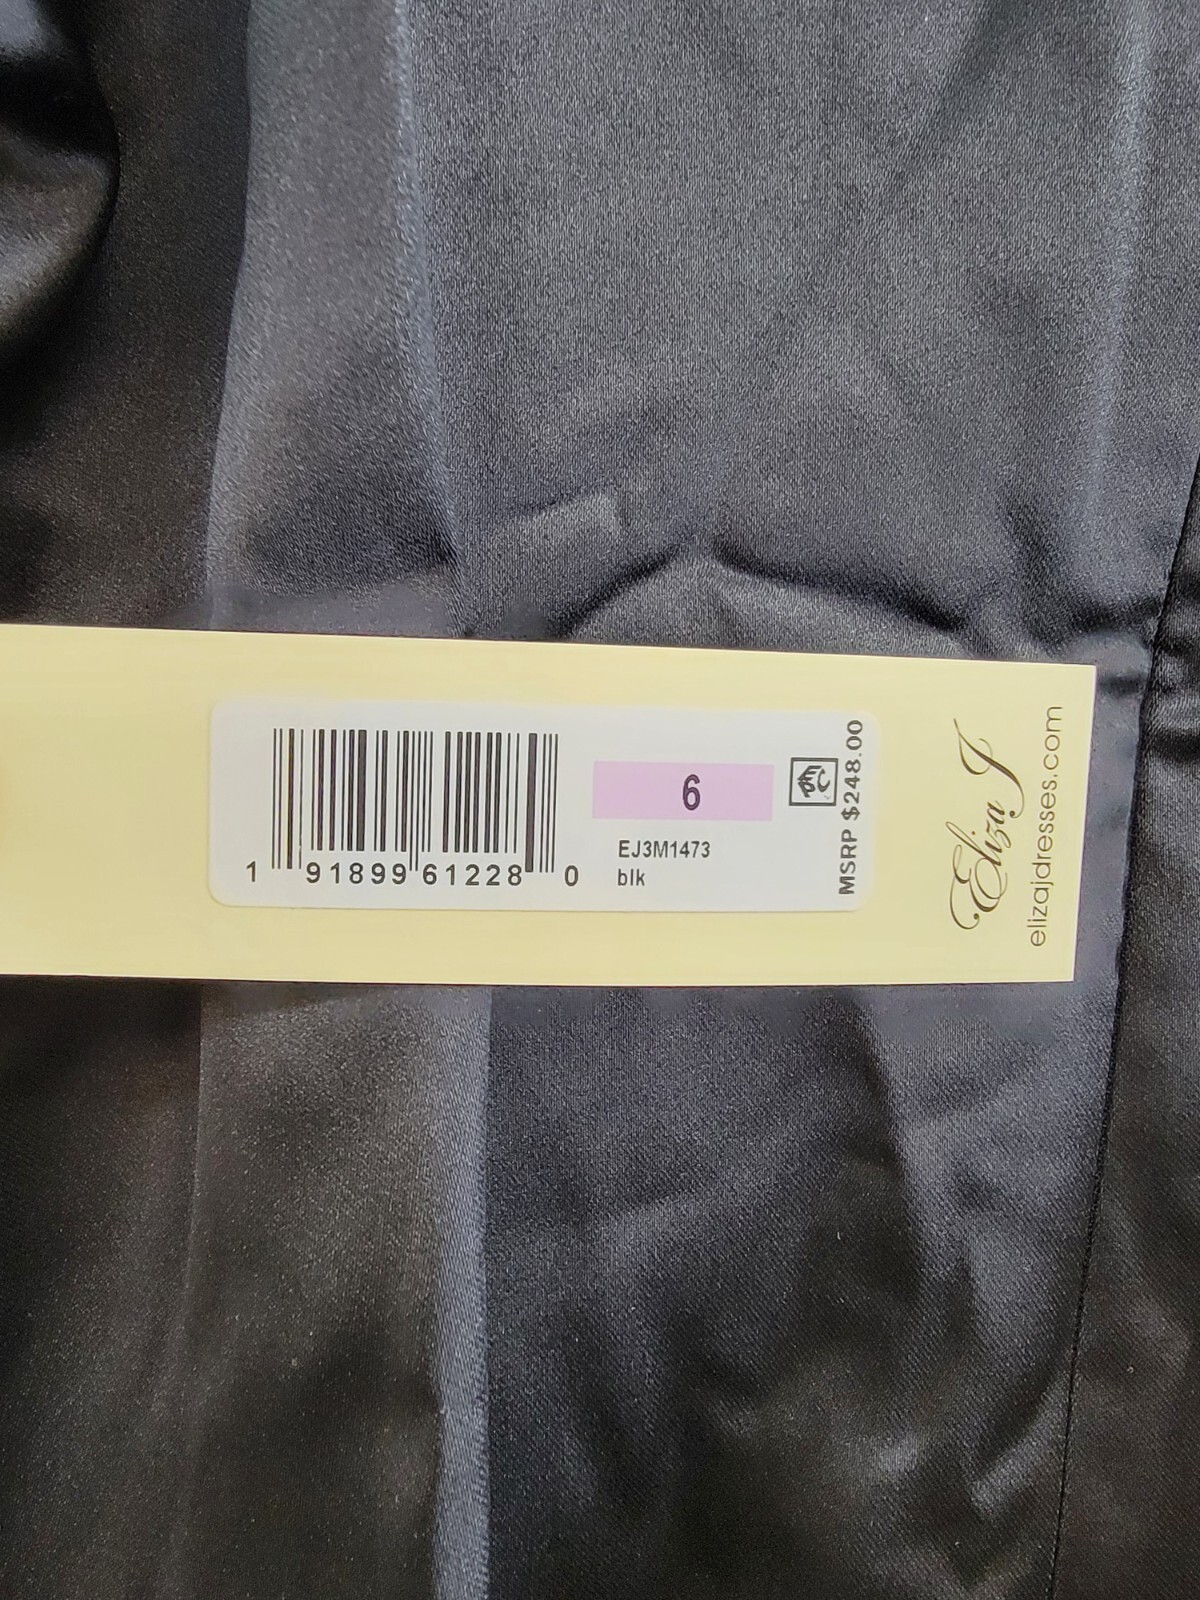 6
EJ3M1473
blk
1 91899 61228 0
MSRP $248.00
Eliza J
elizajdresses.com